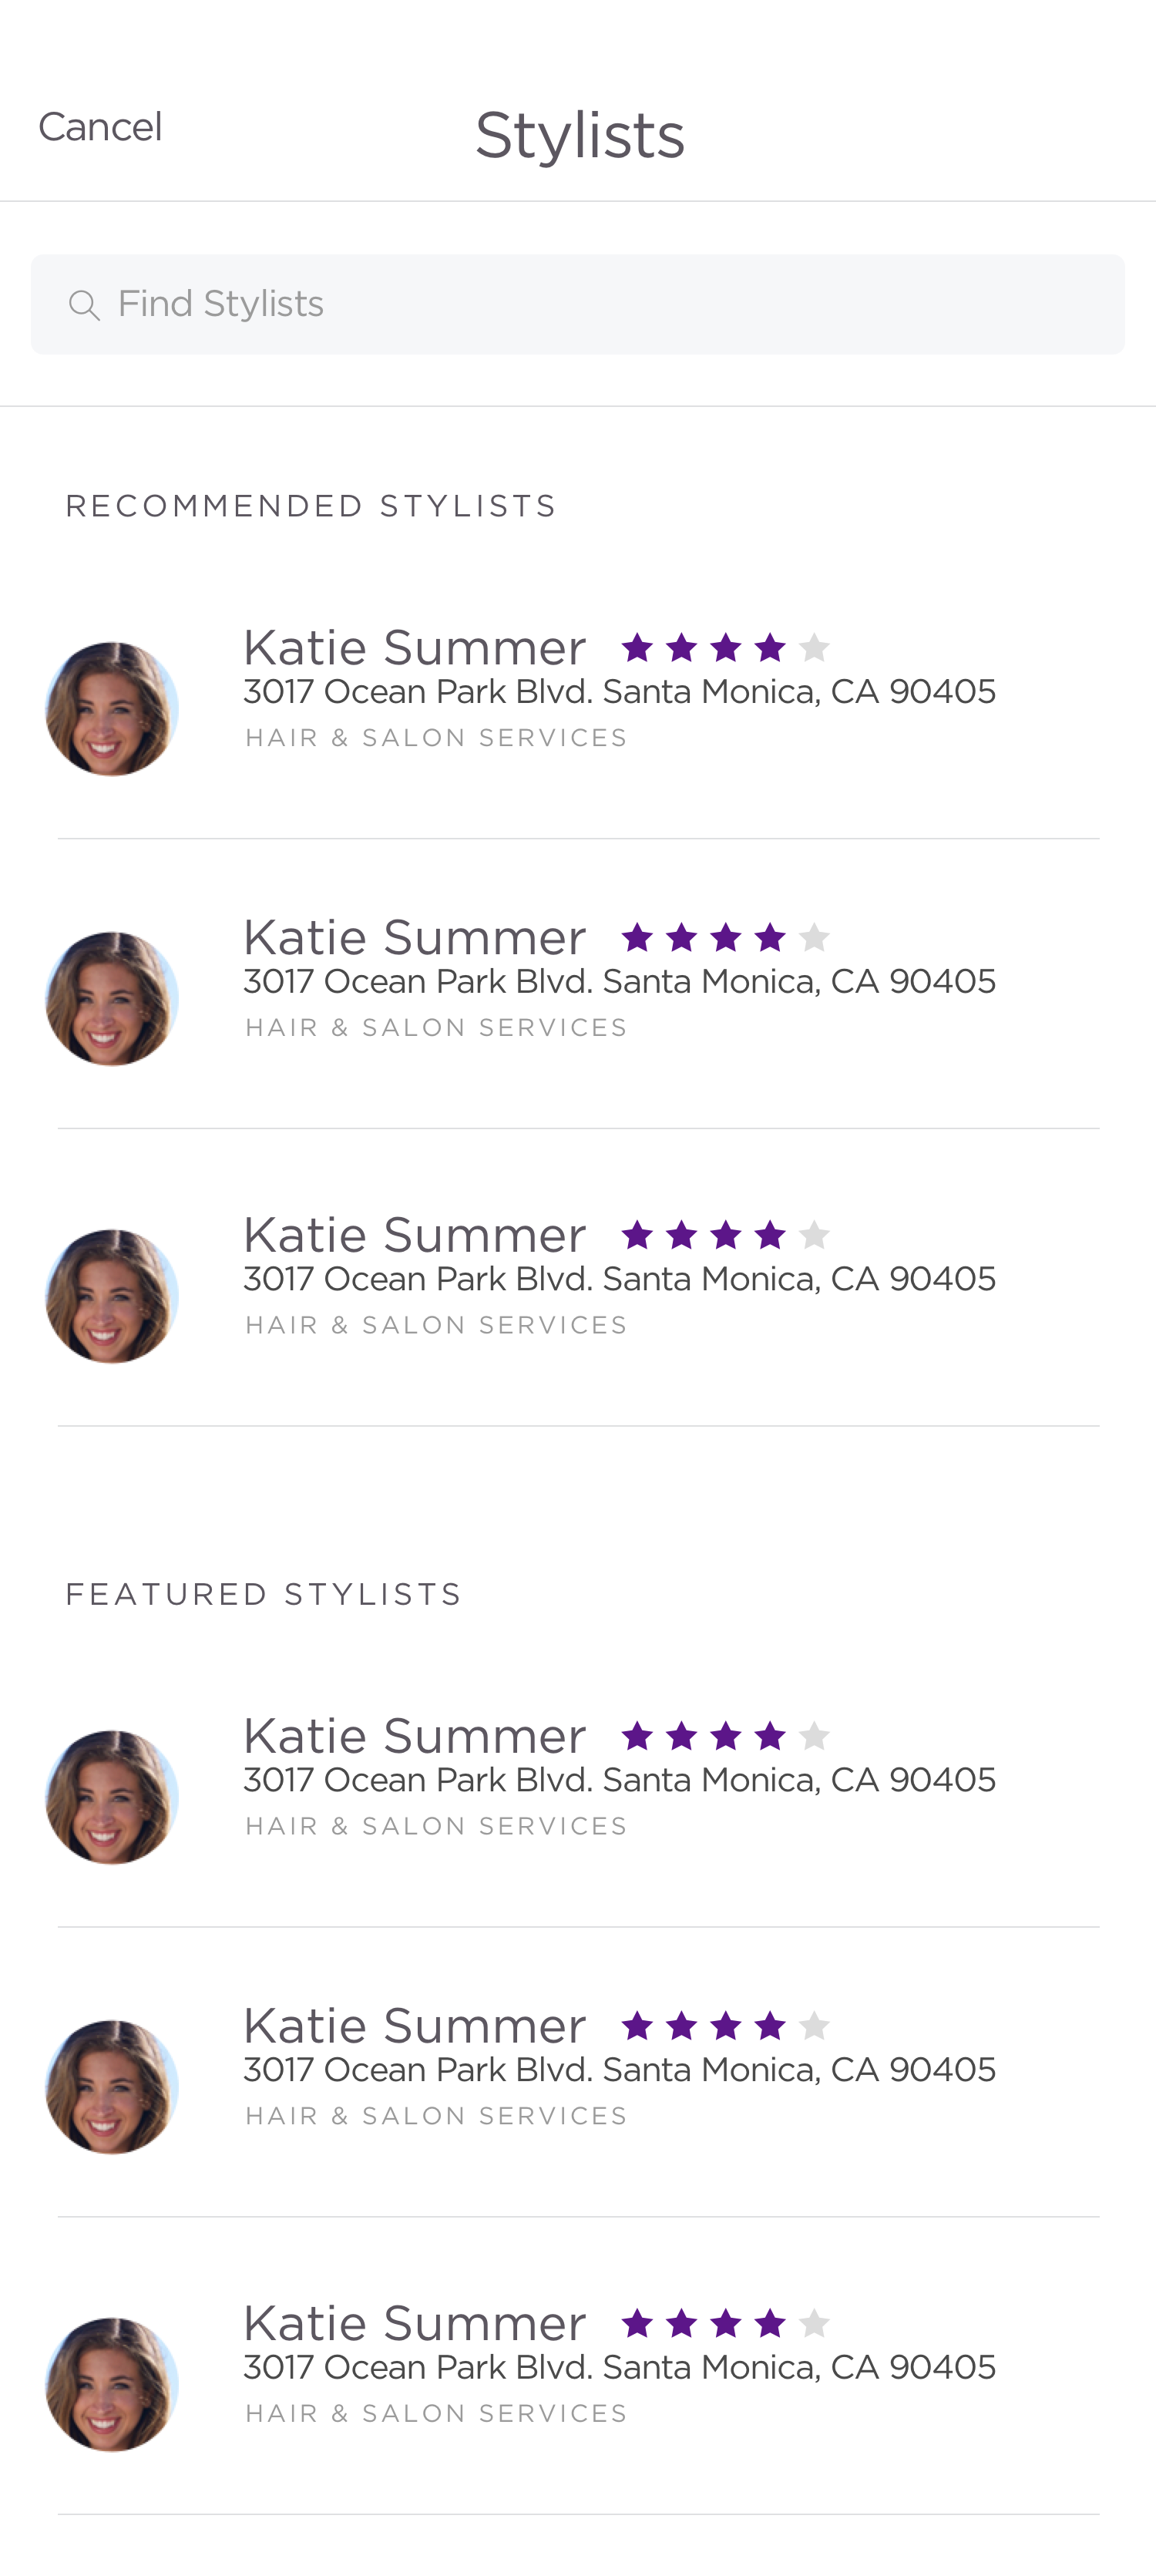 Cancel
Stylists
Find Stylists
RECOMMENDED STYLISTS
Katie Summer
3017 Ocean Park Blvd. Santa Monica, CA 90405
HAIR & SALON SERVICES
Katie Summer
3017 Ocean Park Blvd. Santa Monica, CA 90405
HAIR & SALON SERVICES
Katie Summer
3017 Ocean Park Blvd. Santa Monica, CA 90405
HAIR & SALON SERVICES
FEATURED STYLISTS
Katie Summer
3017 Ocean Park Blvd. Santa Monica, CA 90405
HAIR & SALON SERVICES
Katie Summer
3017 Ocean Park Blvd. Santa Monica, CA 90405
HAIR & SALON SERVICES
Katie Summer
3017 Ocean Park Blvd. Santa Monica, CA 90405
HAIR & SALON SERVICES